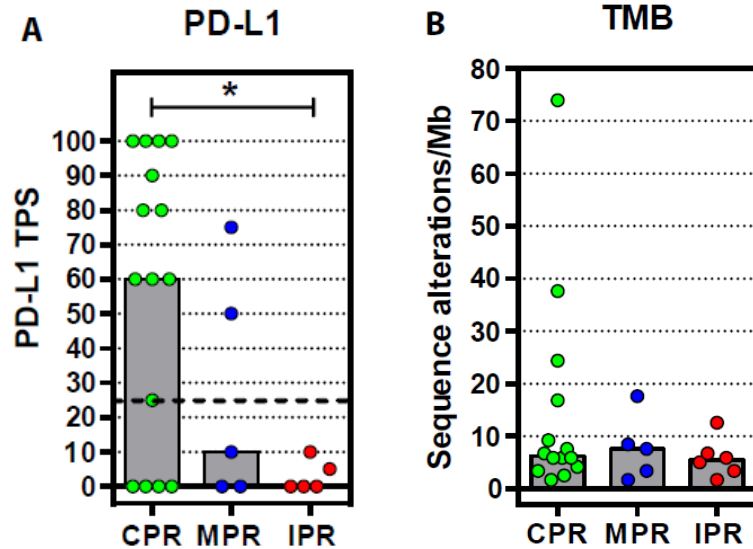 A
PD-L1
PD-L1 TPS
*
100
90
80
70
60
50
40
30
20
10
0
CPR MPR IPR
B
TMB
Sequence alterations/Mb
80
70
60
50
40
30
20
10
0
CPR MPR IPR